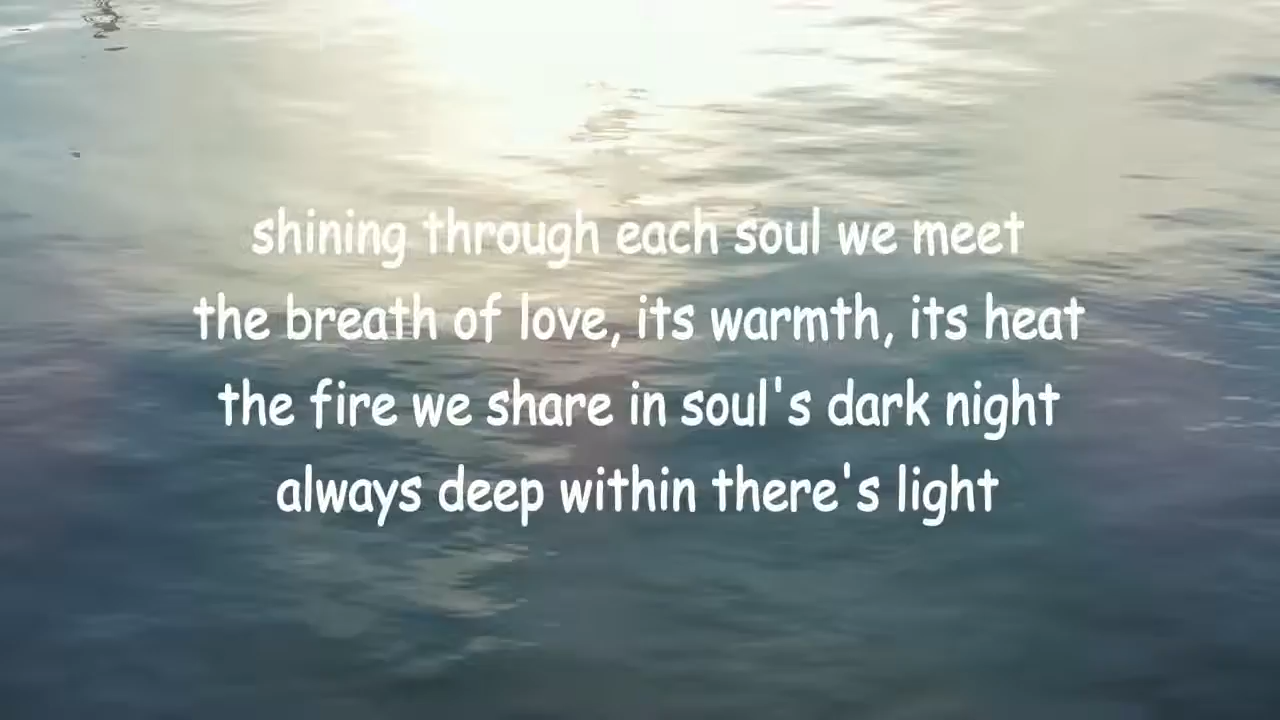 shining through each soul we meet
the breath of love, its warmth, its heat
the fire we share in soul's dark night
always deep within there's light